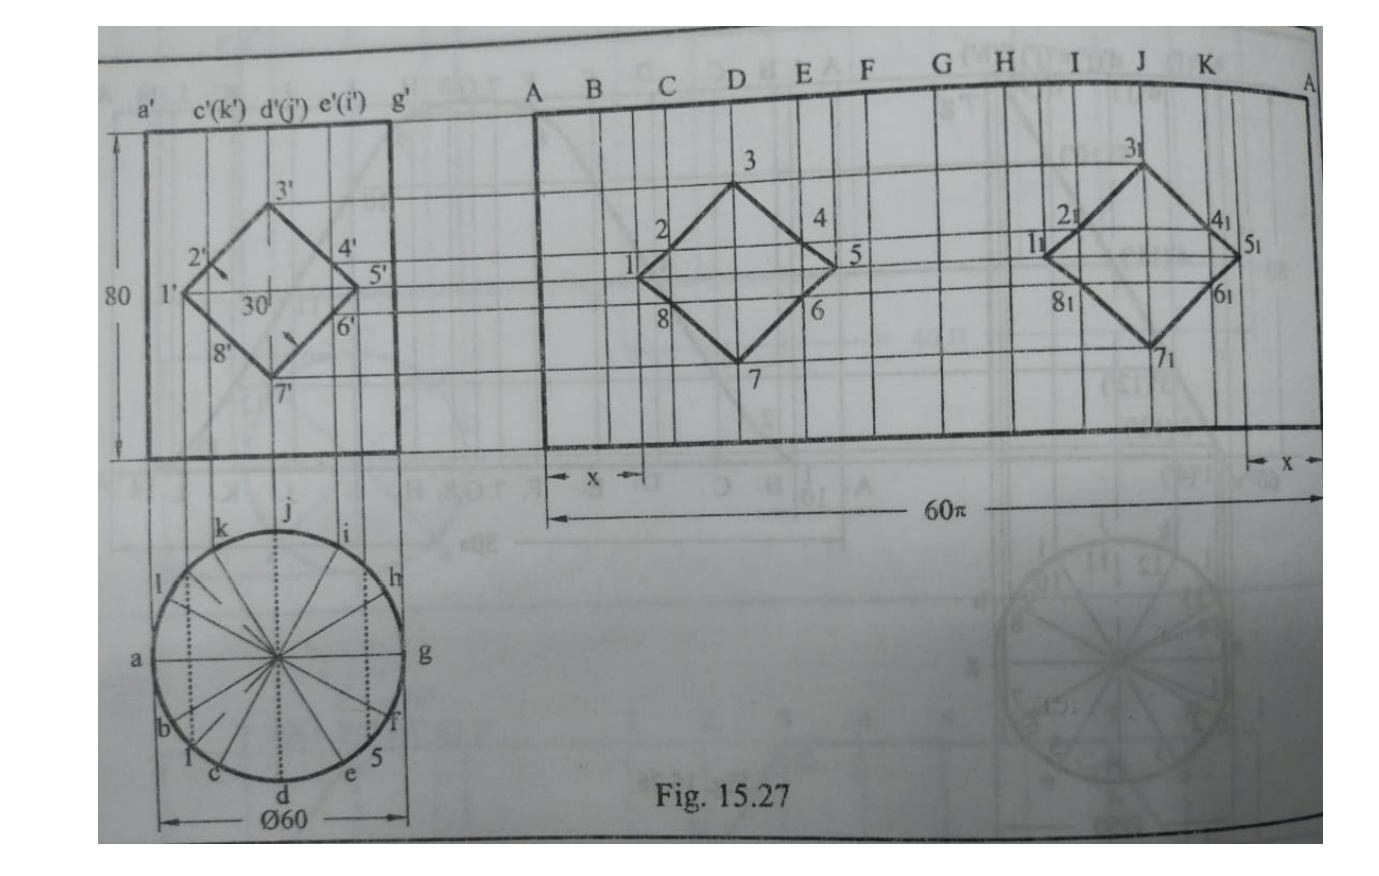 a' c'(k') d'(j') e'(i') g' A B C D E F G H I J K A
3' 3 3₁
2' 4' 2 4 2₁ 4₁
1' 5' 1 5 1₁ 5₁
80 30
8' 6' 8 6 8₁ 6₁
7' 7 7₁
x x
60π
j
k i
l h
a g
b f
1 c e 5
d
Ø60
Fig. 15.27